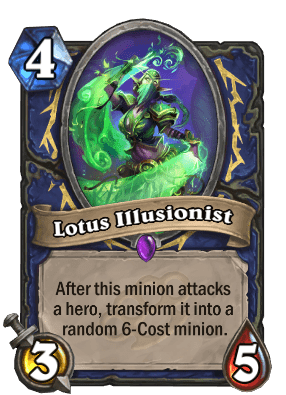 4
Lotus Illusionist
After this minion attacks
a hero, transform it into a
random 6-Cost minion.
3
5